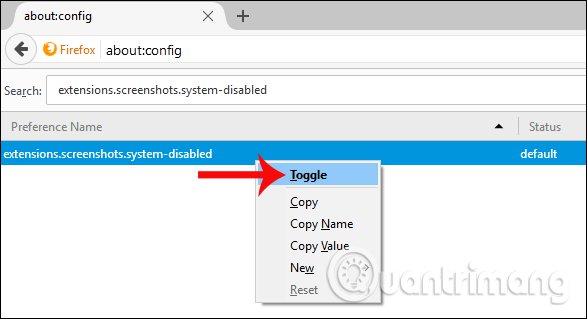 about:config
Firefox about:config
Search: extensions.screenshots.system-disabled
Preference Name Status
extensions.screenshots.system-disabled default
Toggle
Copy
Copy Name
Copy Value
New
Reset
Quantrimang